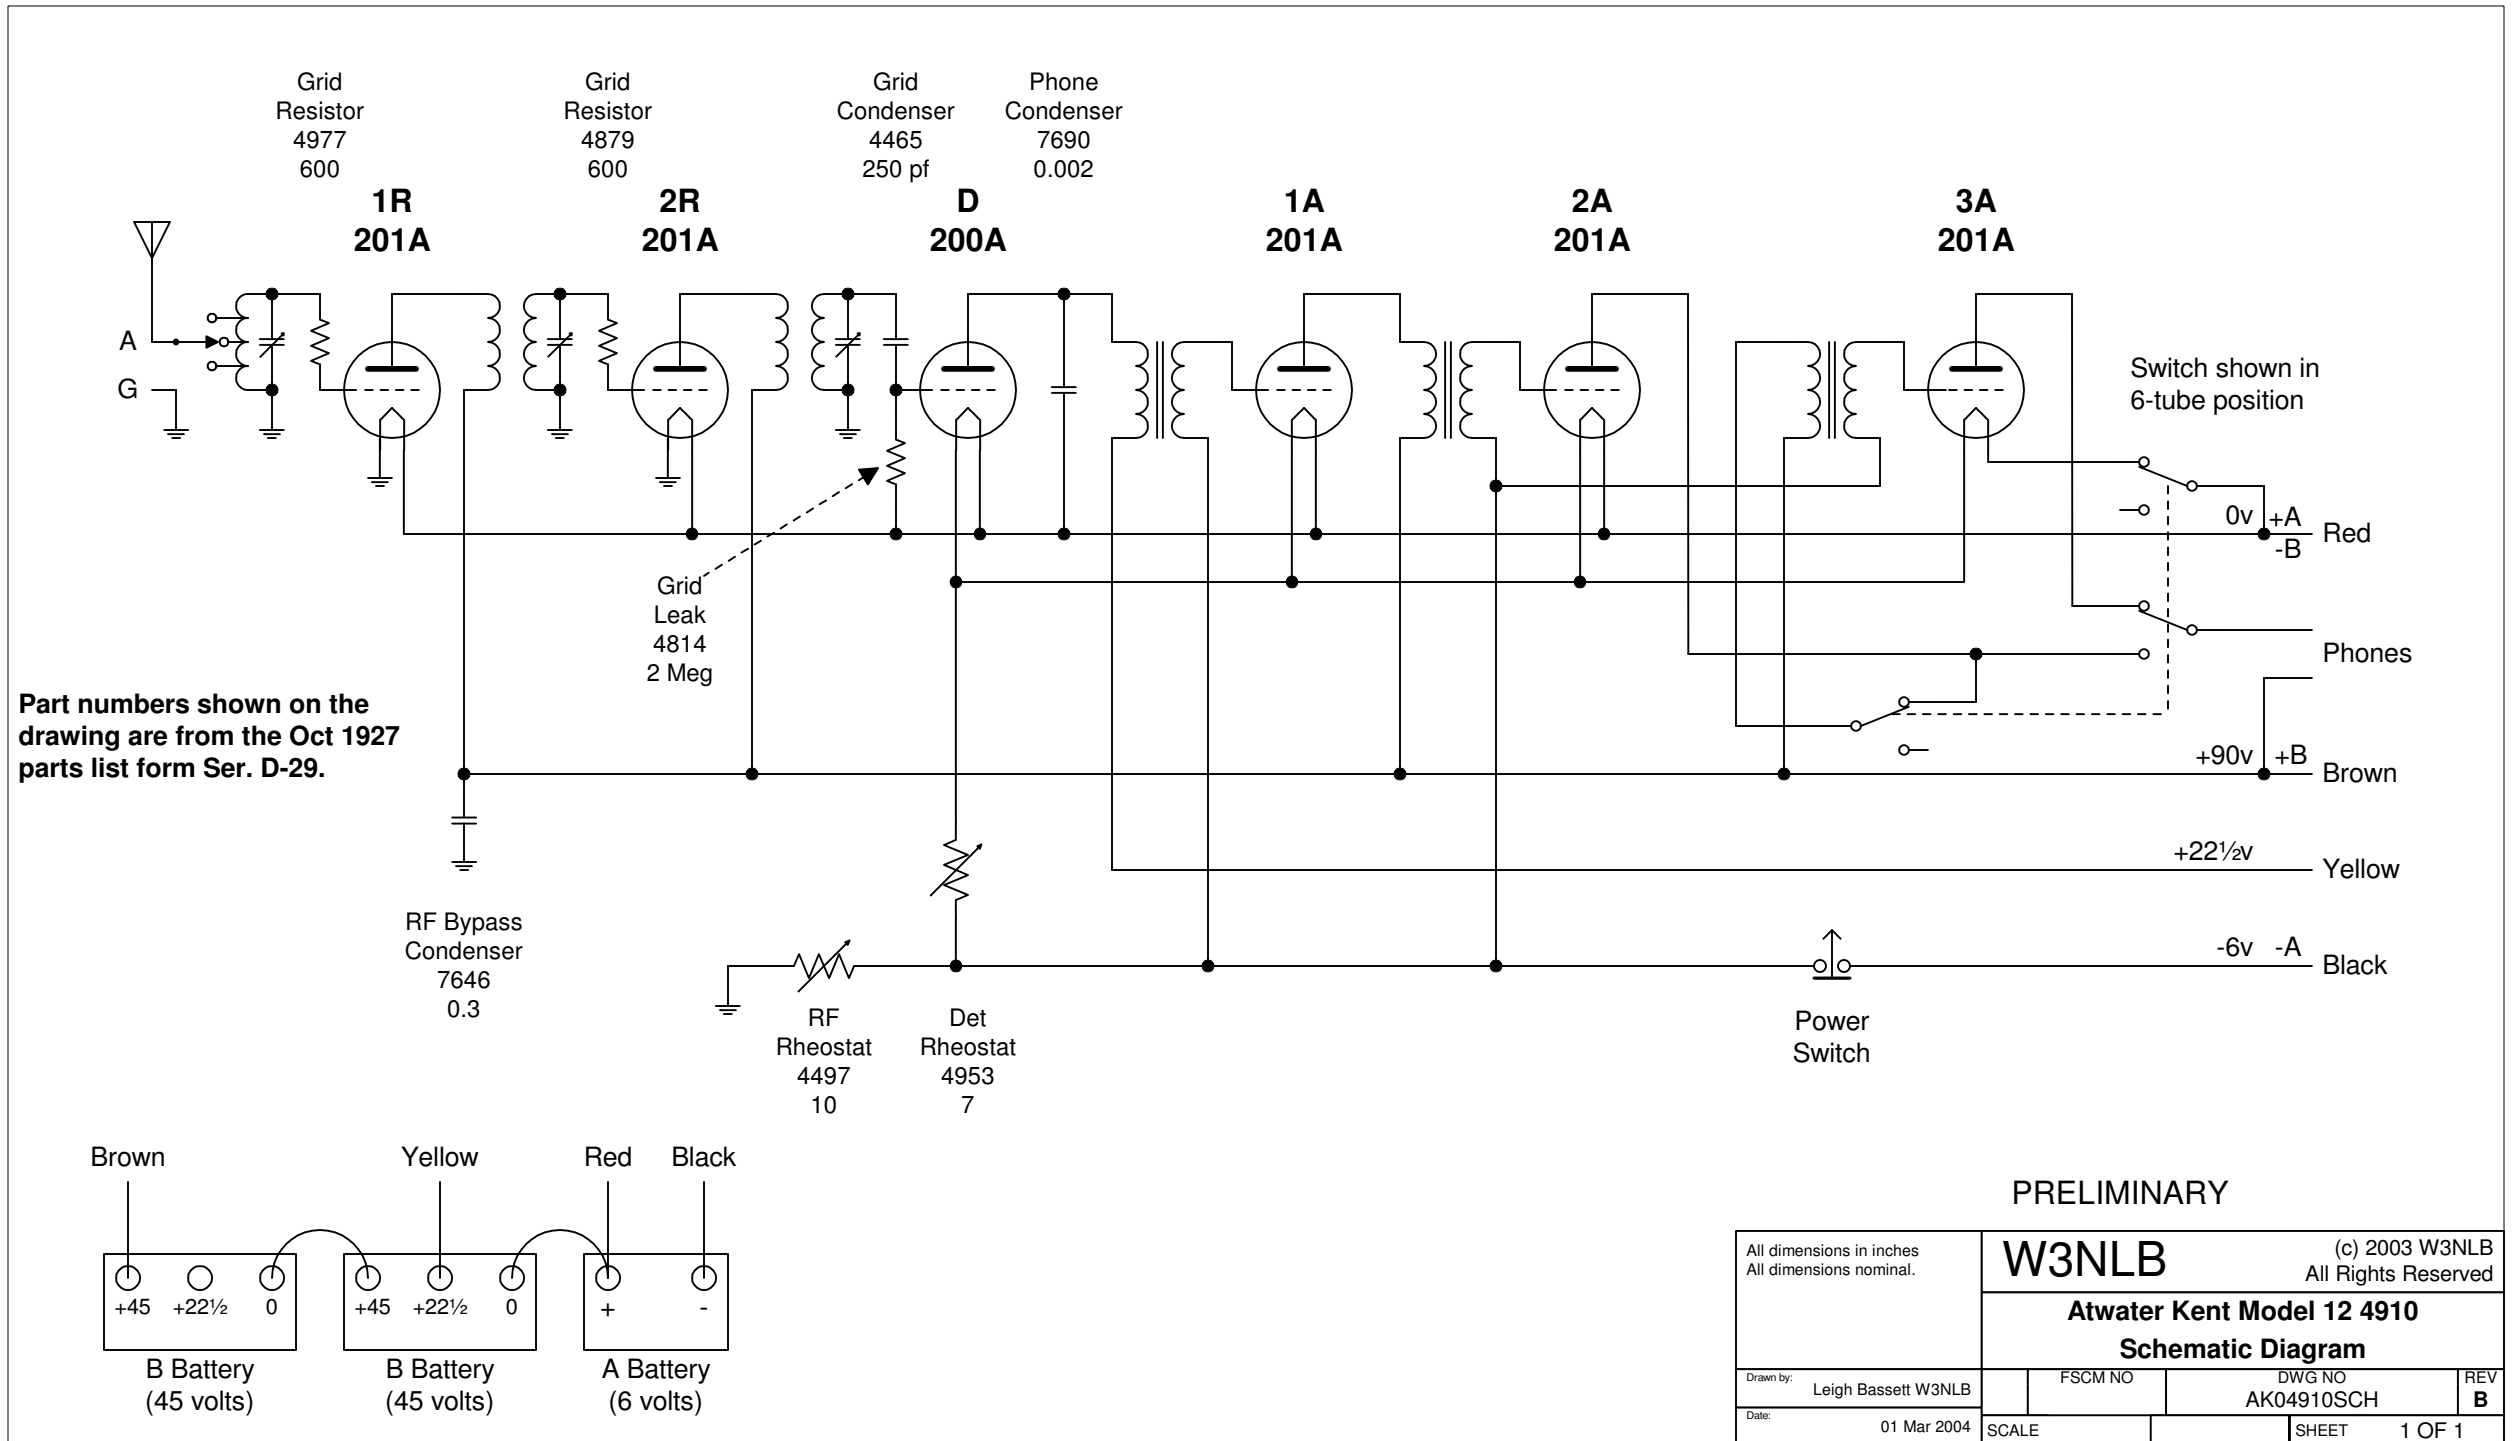 Grid
Resistor
4977
600
Grid
Resistor
4879
600
Grid
Condenser
4465
250 pf
Phone
Condenser
7690
0.002
1R
201A
2R
201A
D
200A
1A
201A
2A
201A
3A
201A
A
G
Switch shown in
6-tube position
0v +A
-B
Red
Grid
Leak
4814
2 Meg
Phones
Part numbers shown on the
drawing are from the Oct 1927
parts list form Ser. D-29.
+90v +B
Brown
+22½v
Yellow
-6v -A
Black
RF Bypass
Condenser
7646
0.3
RF
Rheostat
4497
10
Det
Rheostat
4953
7
Power
Switch
Brown
Yellow
Red
Black
+45 +22½ 0
+45 +22½ 0
+ -
B Battery
(45 volts)
B Battery
(45 volts)
A Battery
(6 volts)
PRELIMINARY
All dimensions in inches
All dimensions nominal.
W3NLB
(c) 2003 W3NLB
All Rights Reserved
Atwater Kent Model 12 4910
Schematic Diagram
Drawn by:
Leigh Bassett W3NLB
FSCM NO
DWG NO
AK04910SCH
REV
B
Date:
01 Mar 2004
SCALE
SHEET 1 OF 1